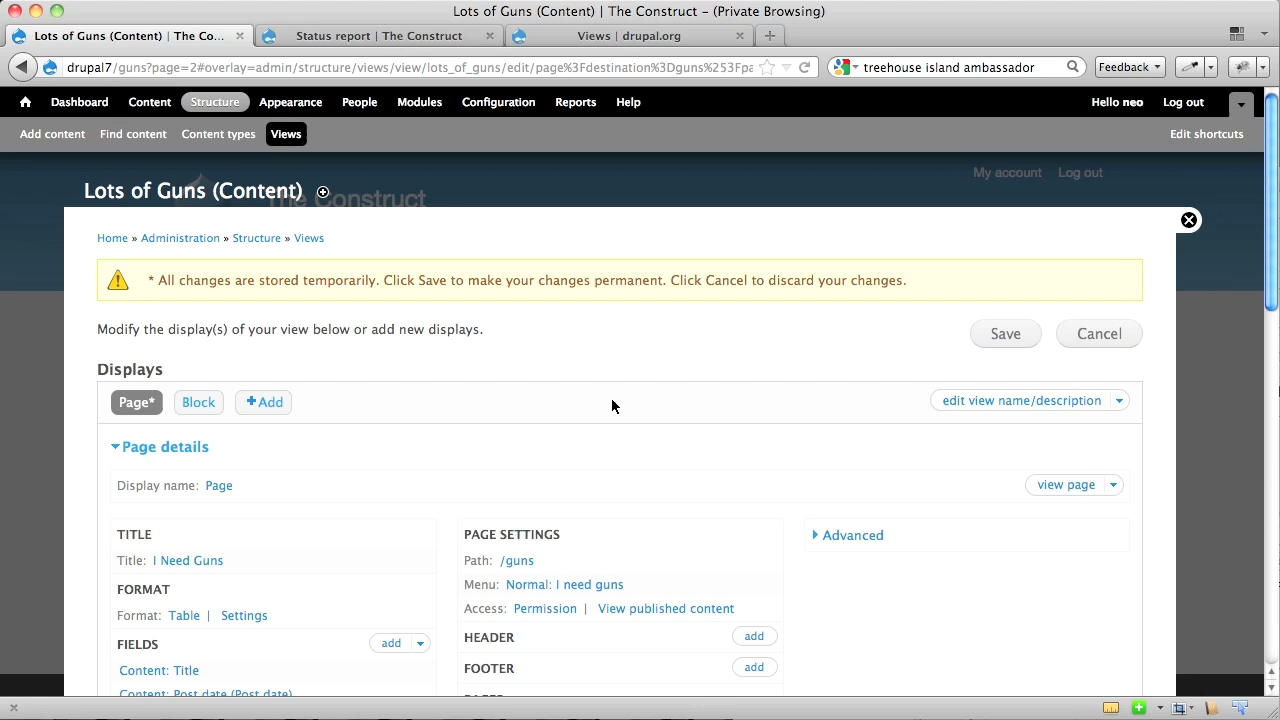 Lots of Guns (Content) | The Construct – (Private Browsing)
Lots of Guns (Content) | The Co... Status report | The Construct Views | drupal.org
drupal7/guns?page=2#overlay=admin/structure/views/view/lots_of_guns/edit/page%3Fdestination%3Dguns%253Fpa treehouse island ambassador Feedback
Dashboard Content Structure Appearance People Modules Configuration Reports Help Hello neo Log out
Add content Find content Content types Views Edit shortcuts
My account Log out
Lots of Guns (Content)
The Construct
Home » Administration » Structure » Views
* All changes are stored temporarily. Click Save to make your changes permanent. Click Cancel to discard your changes.
Modify the display(s) of your view below or add new displays. Save Cancel
Displays
Page* Block +Add edit view name/description
Page details
Display name: Page view page
TITLE PAGE SETTINGS Advanced
Title: I Need Guns Path: /guns
FORMAT Menu: Normal: I need guns
Format: Table | Settings Access: Permission | View published content
FIELDS add HEADER add
Content: Title FOOTER add
Content: Post date (Post date)